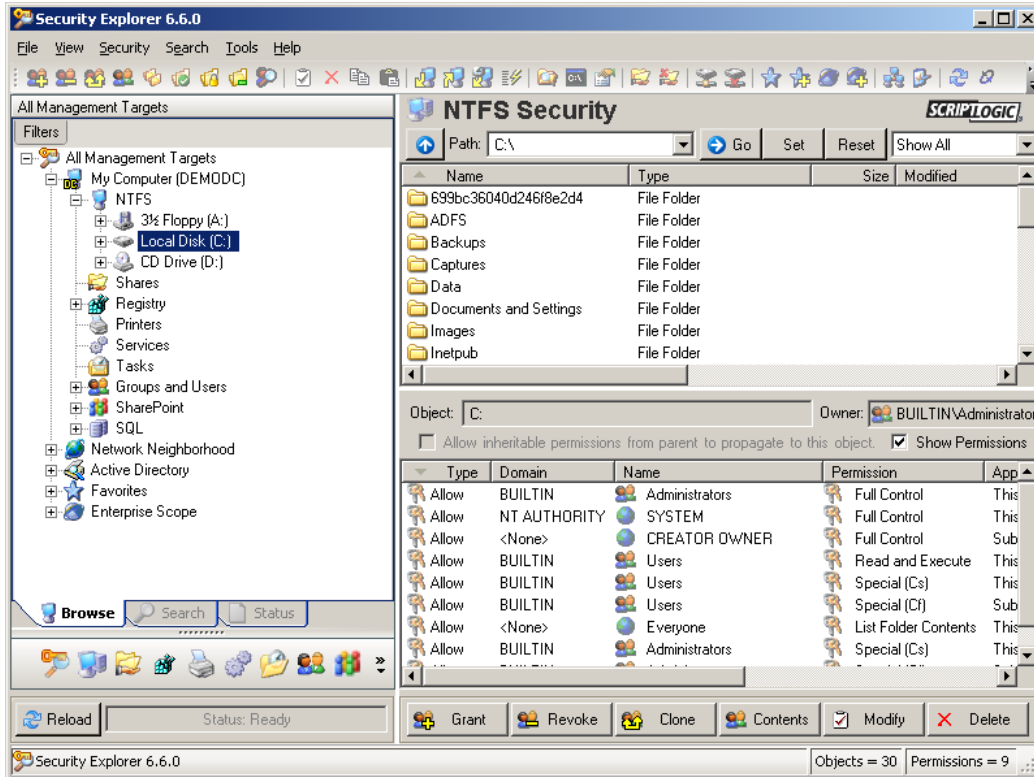 Security Explorer 6.6.0
File View Security Search Tools Help
All Management Targets
Filters
All Management Targets
My Computer (DEMODC)
NTFS
3½ Floppy (A:)
Local Disk (C:)
CD Drive (D:)
Shares
Registry
Printers
Services
Tasks
Groups and Users
SharePoint
SQL
Network Neighborhood
Active Directory
Favorites
Enterprise Scope
Browse Search Status
Reload Status: Ready
NTFS Security SCRIPTLOGIC
Path: C:\ Go Set Reset Show All
Name Type Size Modified
699bc36040d246f8e2d4 File Folder
ADFS File Folder
Backups File Folder
Captures File Folder
Data File Folder
Documents and Settings File Folder
Images File Folder
Inetpub File Folder
Object: C: Owner: BUILTIN\Administrator
Allow inheritable permissions from parent to propagate to this object. Show Permissions
Type Domain Name Permission App
Allow BUILTIN Administrators Full Control This
Allow NT AUTHORITY SYSTEM Full Control This
Allow <None> CREATOR OWNER Full Control Sub
Allow BUILTIN Users Read and Execute This
Allow BUILTIN Users Special (Cs) This
Allow BUILTIN Users Special (Cf) Sub
Allow <None> Everyone List Folder Contents This
Allow BUILTIN Administrators Special (Cs) This
Grant Revoke Clone Contents Modify Delete
Security Explorer 6.6.0 Objects = 30 Permissions = 9